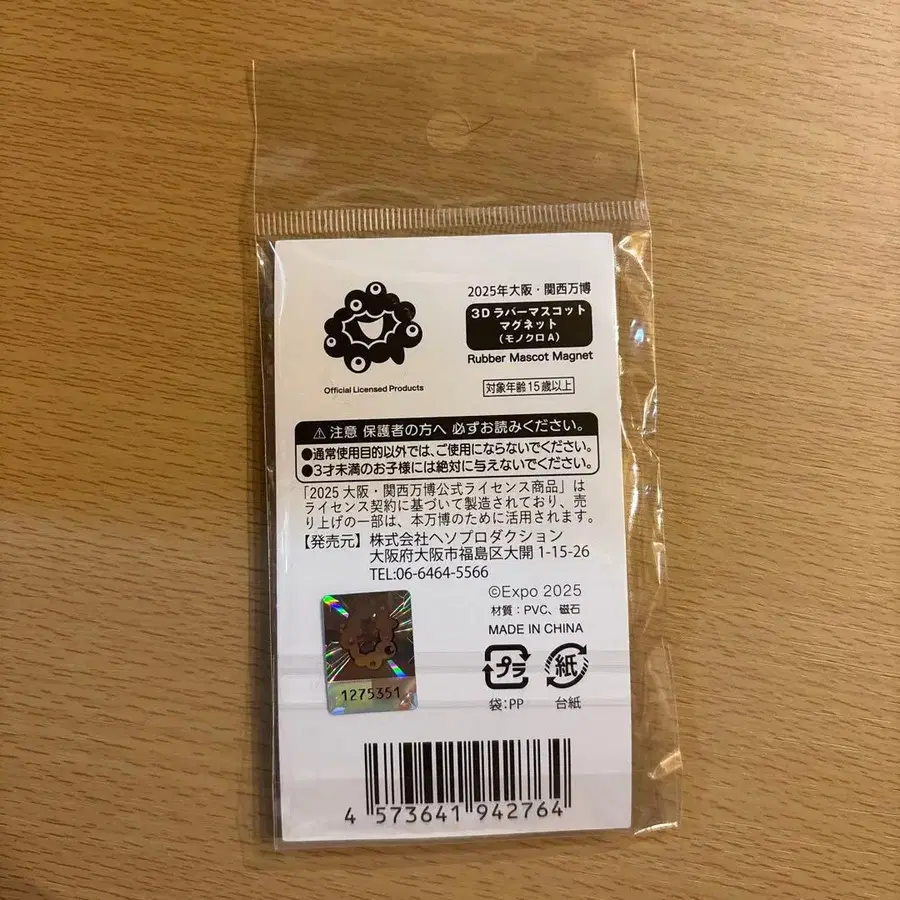 2025年大阪・関西万博
3Dラバーマスコット
マグネット
(モノクロA)
Rubber Mascot Magnet
Official Licensed Products
対象年齢15歳以上
⚠注意 保護者の方へ 必ずお読みください。
●通常使用目的以外では、ご使用にならないでください。
●3才未満のお子様には絶対に与えないでください。
「2025 大阪・関西万博公式ライセンス商品」は
ライセンス契約に基づいて製造されており、売
り上げの一部は、本万博のために活用されます。
【発売元】株式会社ヘソプロダクション
大阪府大阪市福島区大開 1-15-26
TEL:06-6464-5566
©Expo 2025
材質：PVC、磁石
MADE IN CHINA
プラ 紙
袋:PP 台紙
1275351
4 573641 942764